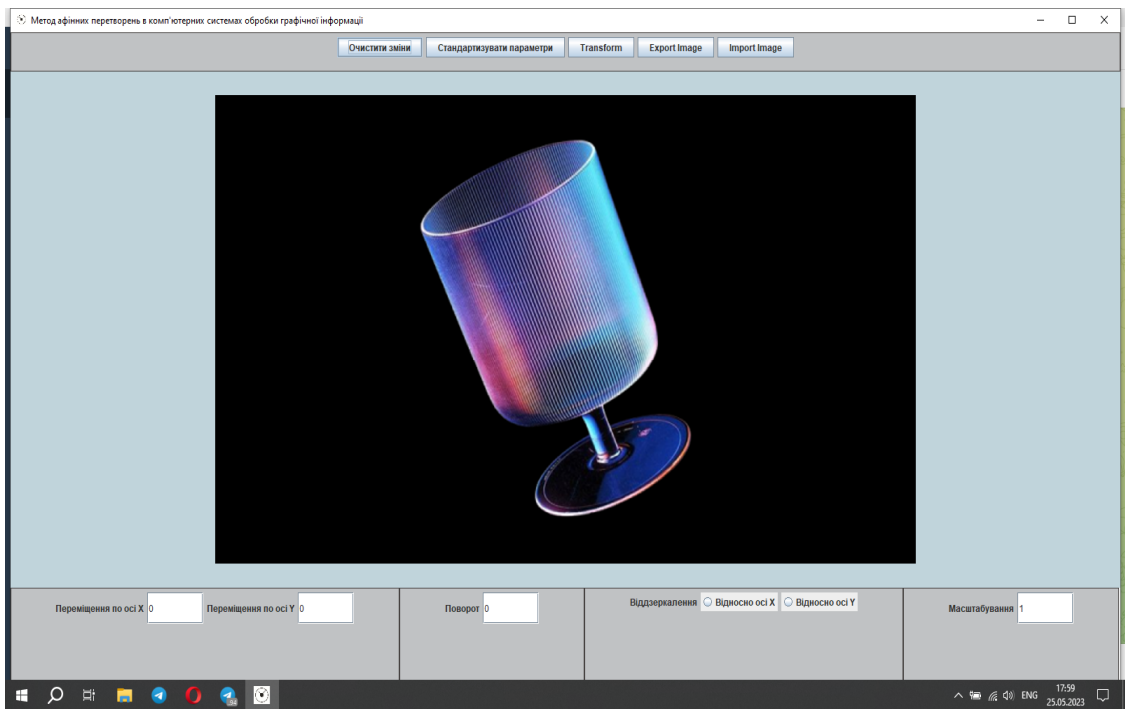 Метод афінних перетворень в комп'ютерних системах обробки графічної інформації
Очистити зміни Стандартизувати параметри Transform Export Image Import Image
Переміщення по осі X 0 Переміщення по осі Y 0 Поворот 0 Віддзеркалення Відносно осі X Відносно осі Y Масштабування 1
94
ENG 17:59
25.05.2023